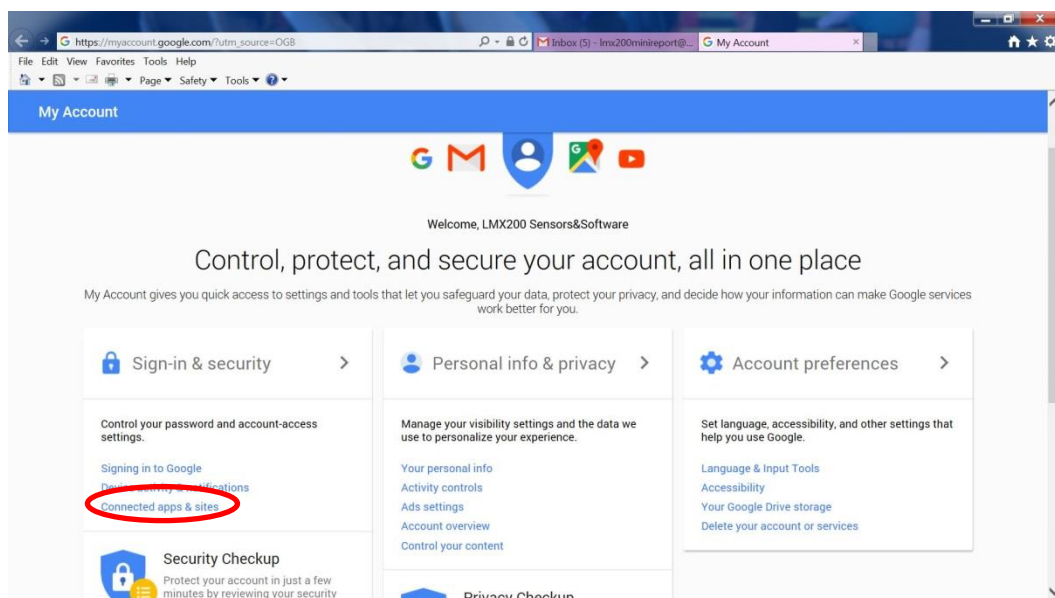 https://myaccount.google.com/?utm_source=OGB
Inbox (5) - lmx200minireport@...
G My Account
File Edit View Favorites Tools Help
Page Safety Tools
My Account
Welcome, LMX200 Sensors&Software
Control, protect, and secure your account, all in one place
My Account gives you quick access to settings and tools that let you safeguard your data, protect your privacy, and decide how your information can make Google services
work better for you.
Sign-in & security
Control your password and account-access
settings.
Signing in to Google
Device activity & notifications
Connected apps & sites
Security Checkup
Protect your account in just a few
minutes by reviewing your security
Personal info & privacy
Manage your visibility settings and the data we
use to personalize your experience.
Your personal info
Activity controls
Ads settings
Account overview
Control your content
Privacy Checkup
Account preferences
Set language, accessibility, and other settings that
help you use Google.
Language & Input Tools
Accessibility
Your Google Drive storage
Delete your account or services